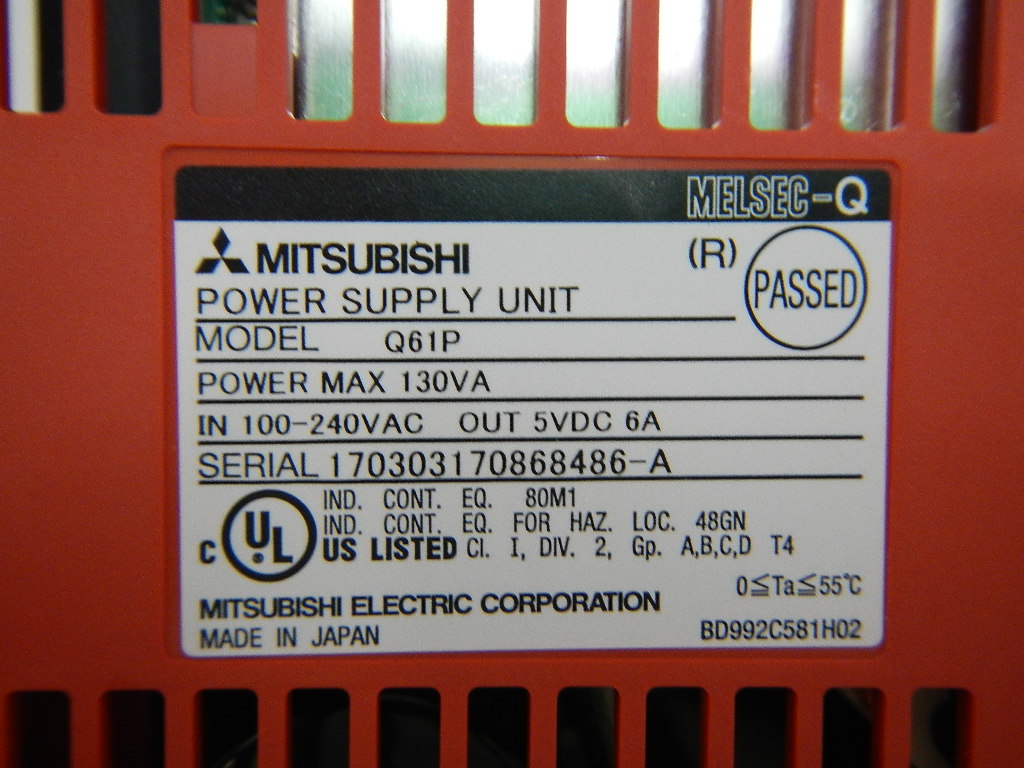 MELSEC-Q
MITSUBISHI (R)
PASSED
POWER SUPPLY UNIT
MODEL Q61P
POWER MAX 130VA
IN 100-240VAC OUT 5VDC 6A
SERIAL 170303170868486-A
IND. CONT. EQ. 80M1
IND. CONT. EQ. FOR HAZ. LOC. 48GN
C UL US LISTED Cl. I, DIV. 2, Gp. A,B,C,D T4
0≦Ta≦55℃
MITSUBISHI ELECTRIC CORPORATION
MADE IN JAPAN BD992C581H02